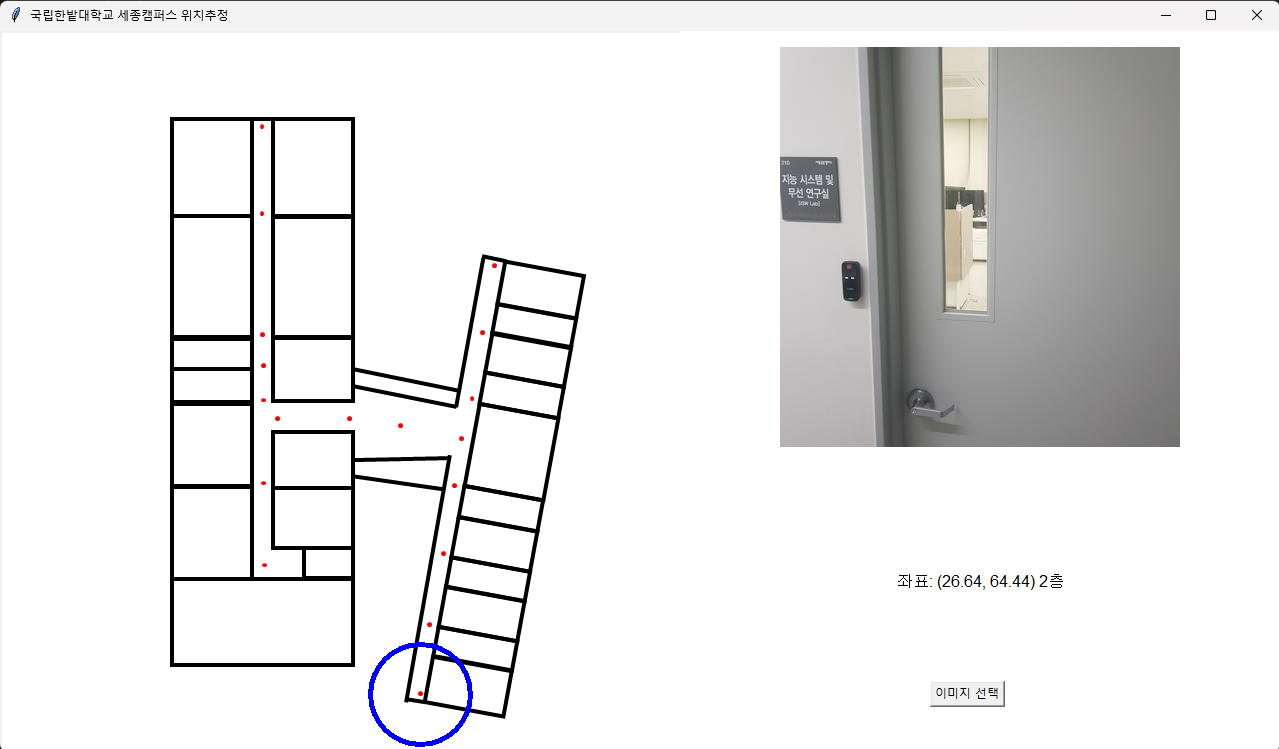 국립한밭대학교 세종캠퍼스 위치추정
210
지능 시스템 및
무선 연구실
[ISW Lab]
좌표: (26.64, 64.44) 2층
이미지 선택